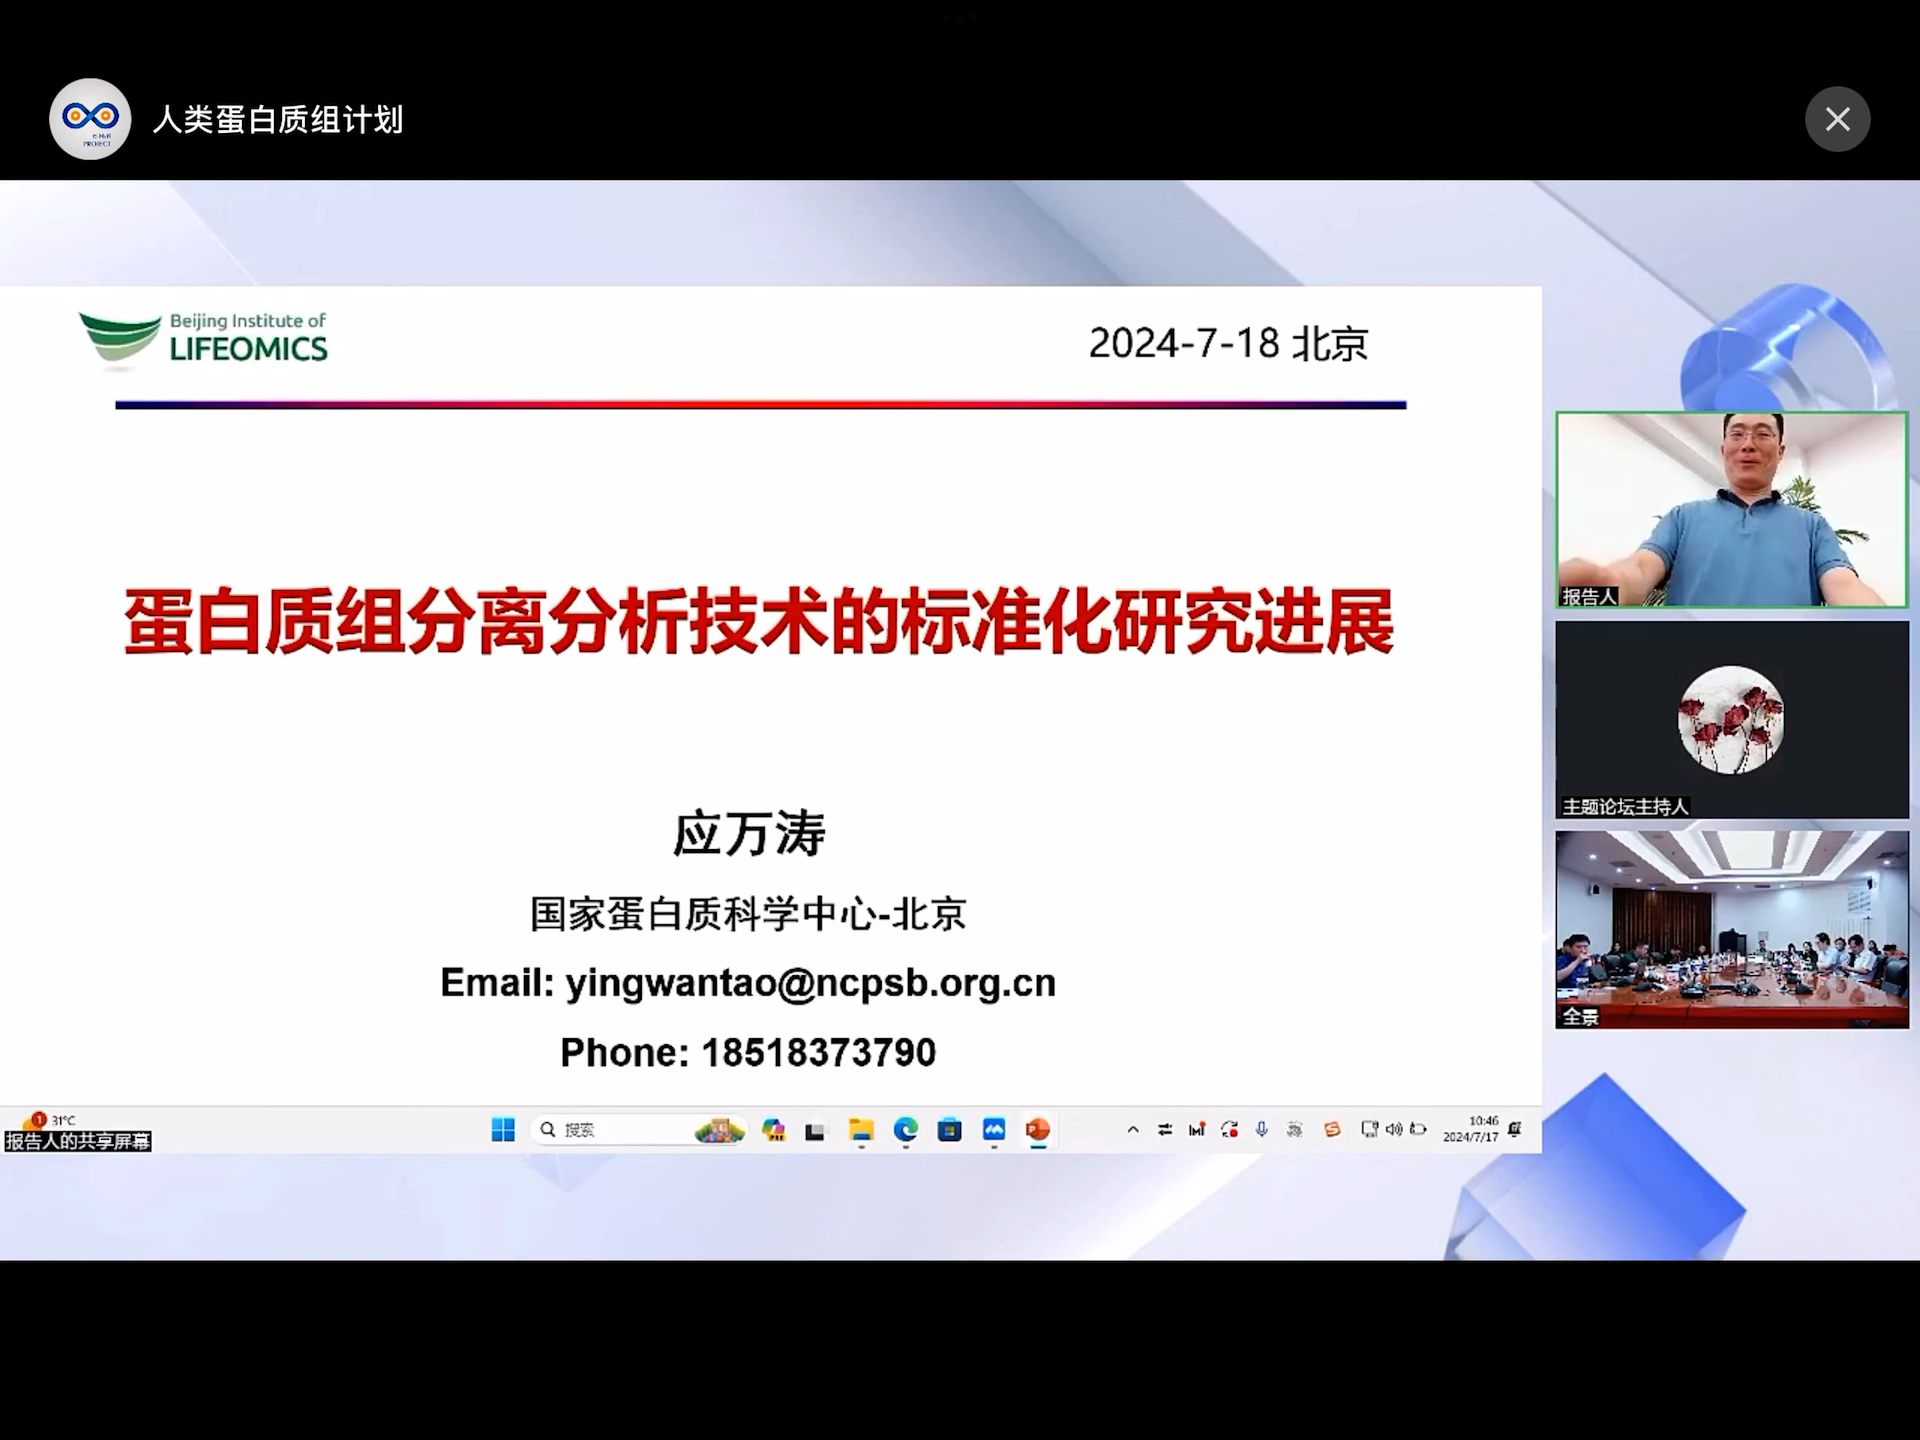 人类蛋白质组计划
PROJECT
Beijing Institute of
LIFEOMICS
2024-7-18 北京
蛋白质组分离分析技术的标准化研究进展
应万涛
国家蛋白质科学中心-北京
Email: yingwantao@ncpsb.org.cn
Phone: 18518373790
报告人
主题论坛主持人
全景
1
31°C
报告人的共享屏幕
搜索
10:46
2024/7/17